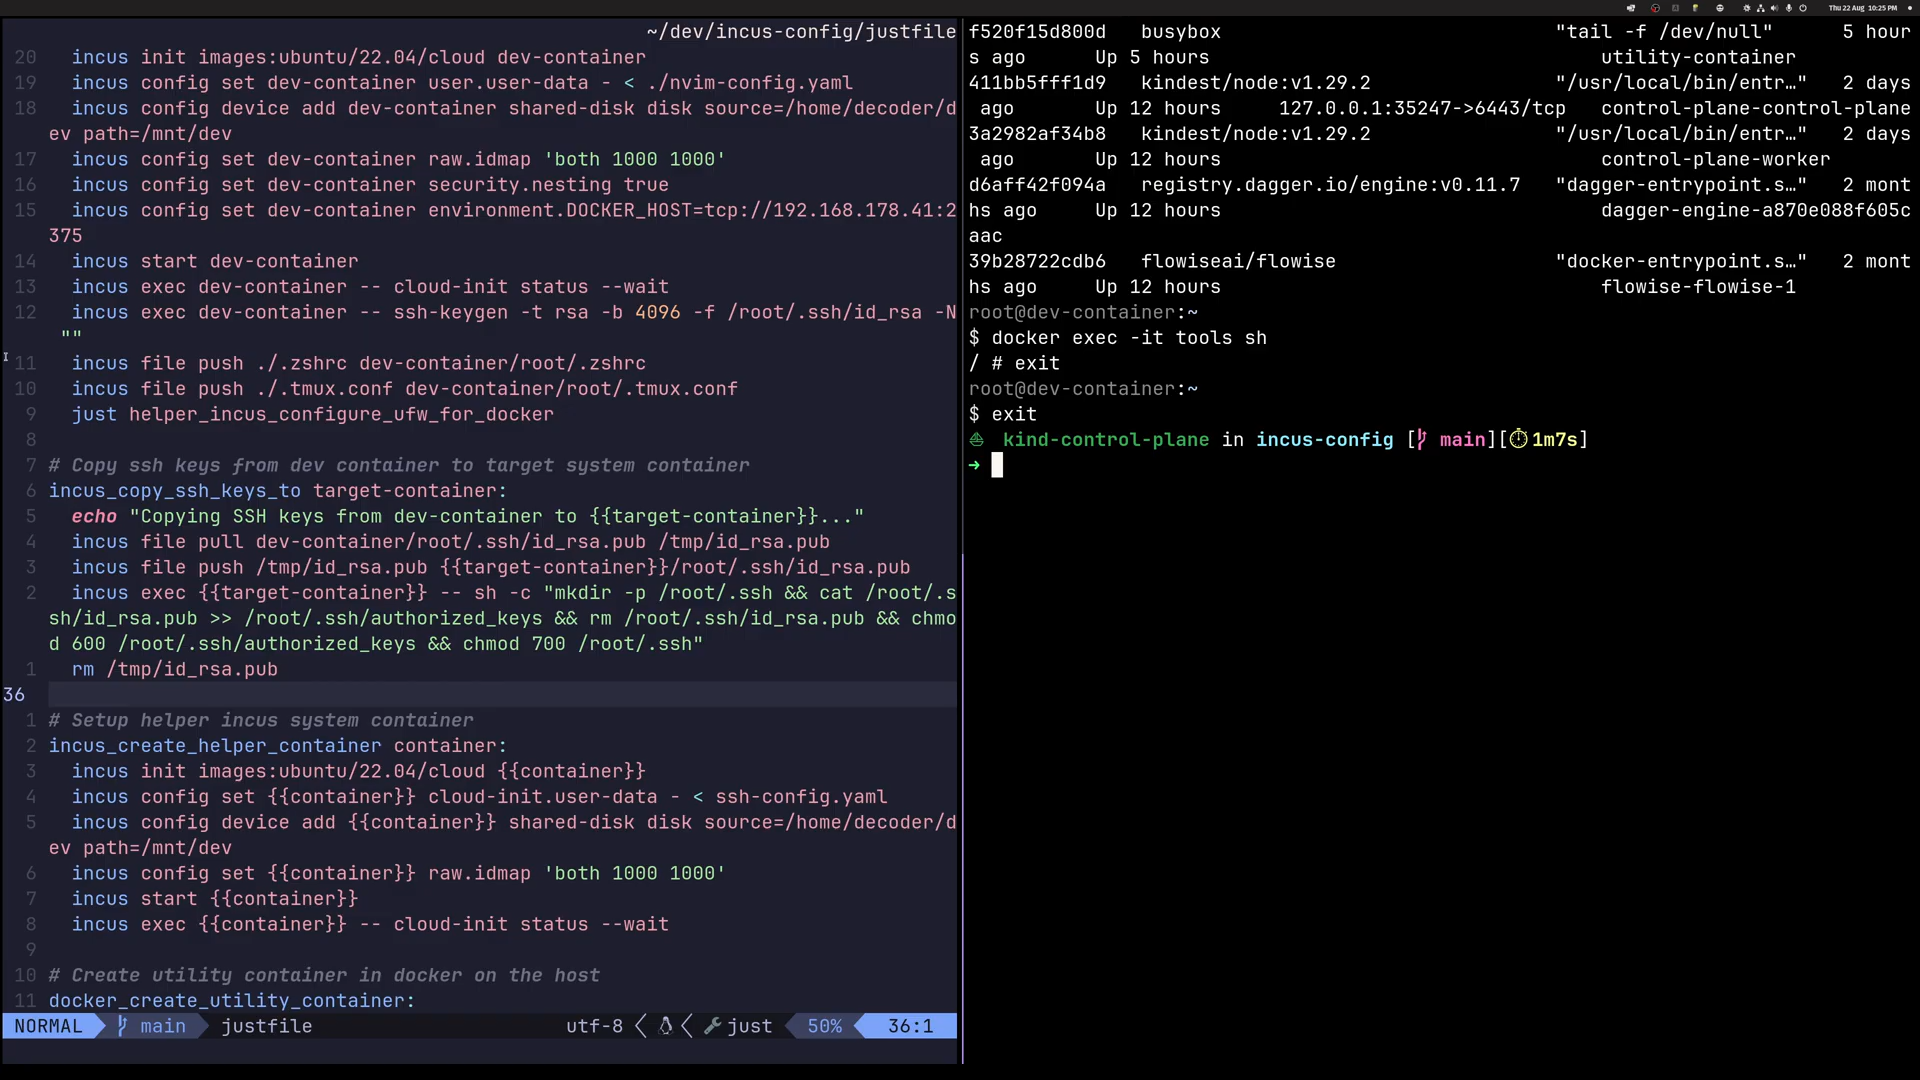 Thu 22 Aug 10:25 PM
~/dev/incus-config/justfile
20 incus init images:ubuntu/22.04/cloud dev-container
19 incus config set dev-container user.user-data - < ./nvim-config.yaml
18 incus config device add dev-container shared-disk disk source=/home/decoder/d
ev path=/mnt/dev
17 incus config set dev-container raw.idmap 'both 1000 1000'
16 incus config set dev-container security.nesting true
15 incus config set dev-container environment.DOCKER_HOST=tcp://192.168.178.41:2
375
14 incus start dev-container
13 incus exec dev-container -- cloud-init status --wait
12 incus exec dev-container -- ssh-keygen -t rsa -b 4096 -f /root/.ssh/id_rsa -N
""
11 incus file push ./.zshrc dev-container/root/.zshrc
10 incus file push ./.tmux.conf dev-container/root/.tmux.conf
9 just helper_incus_configure_ufw_for_docker
8
7 # Copy ssh keys from dev container to target system container
6 incus_copy_ssh_keys_to target-container:
5 echo "Copying SSH keys from dev-container to {{target-container}}..."
4 incus file pull dev-container/root/.ssh/id_rsa.pub /tmp/id_rsa.pub
3 incus file push /tmp/id_rsa.pub {{target-container}}/root/.ssh/id_rsa.pub
2 incus exec {{target-container}} -- sh -c "mkdir -p /root/.ssh && cat /root/.s
sh/id_rsa.pub >> /root/.ssh/authorized_keys && rm /root/.ssh/id_rsa.pub && chmo
d 600 /root/.ssh/authorized_keys && chmod 700 /root/.ssh"
1 rm /tmp/id_rsa.pub
36
1 # Setup helper incus system container
2 incus_create_helper_container container:
3 incus init images:ubuntu/22.04/cloud {{container}}
4 incus config set {{container}} cloud-init.user-data - < ssh-config.yaml
5 incus config device add {{container}} shared-disk disk source=/home/decoder/d
ev path=/mnt/dev
6 incus config set {{container}} raw.idmap 'both 1000 1000'
7 incus start {{container}}
8 incus exec {{container}} -- cloud-init status --wait
9
10 # Create utility container in docker on the host
11 docker_create_utility_container:
NORMAL main justfile utf-8 just 50% 36:1
f520f15d800d busybox "tail -f /dev/null" 5 hour
s ago Up 5 hours utility-container
411bb5fff1d9 kindest/node:v1.29.2 "/usr/local/bin/entr…" 2 days
ago Up 12 hours 127.0.0.1:35247->6443/tcp control-plane-control-plane
3a2982af34b8 kindest/node:v1.29.2 "/usr/local/bin/entr…" 2 days
ago Up 12 hours control-plane-worker
d6aff42f094a registry.dagger.io/engine:v0.11.7 "dagger-entrypoint.s…" 2 mont
hs ago Up 12 hours dagger-engine-a870e088f605c
aac
39b28722cdb6 flowiseai/flowise "docker-entrypoint.s…" 2 mont
hs ago Up 12 hours flowise-flowise-1
root@dev-container:~
$ docker exec -it tools sh
/ # exit
root@dev-container:~
$ exit
kind-control-plane in incus-config [ main][⏱1m7s]
➜